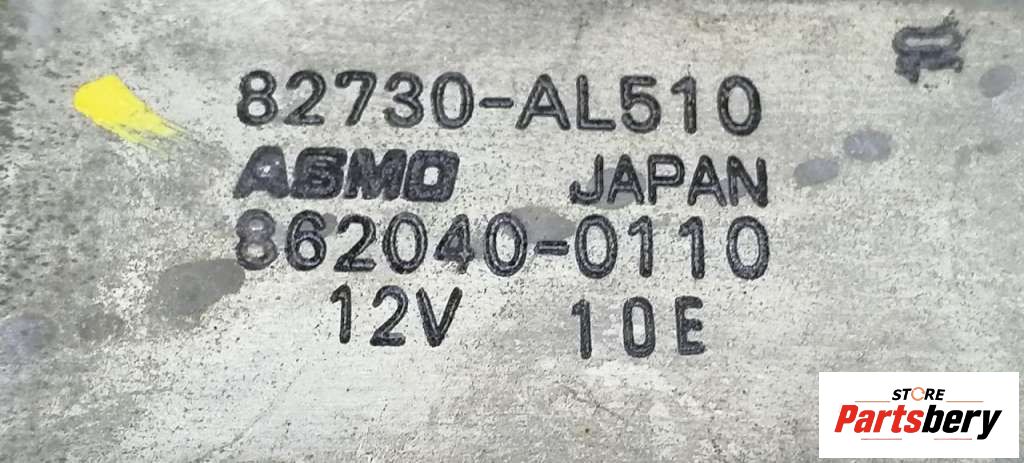 82730-AL510
ASMO JAPAN
862040-0110
12V 10E
STORE
Partsbery